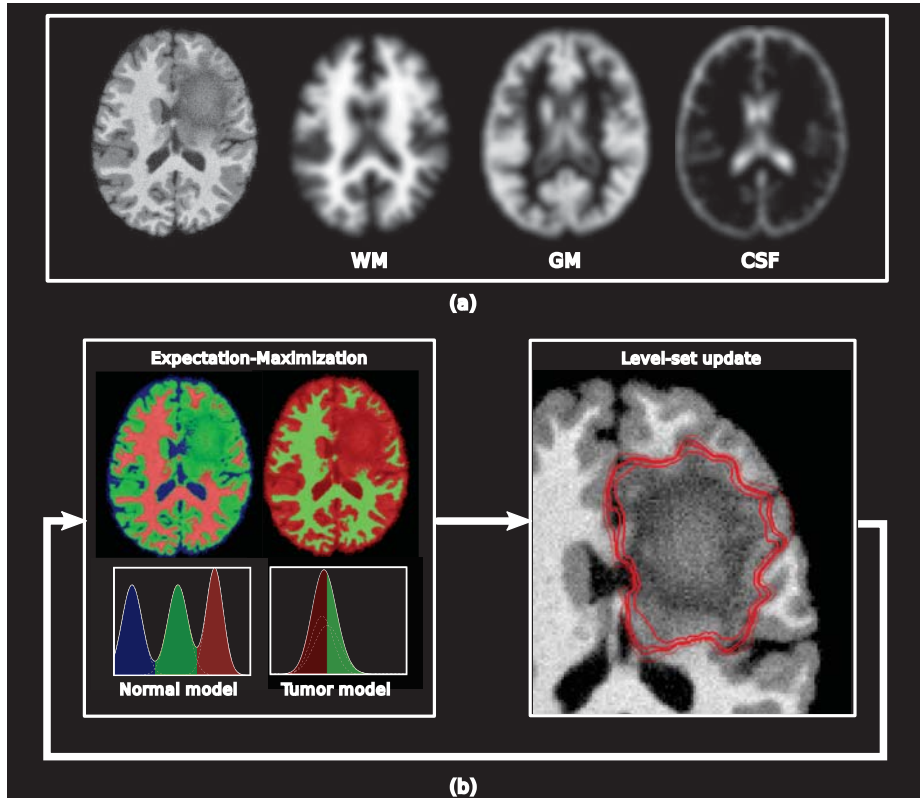 WM
GM
CSF
(a)
Expectation-Maximization
Level-set update
Normal model
Tumor model
(b)